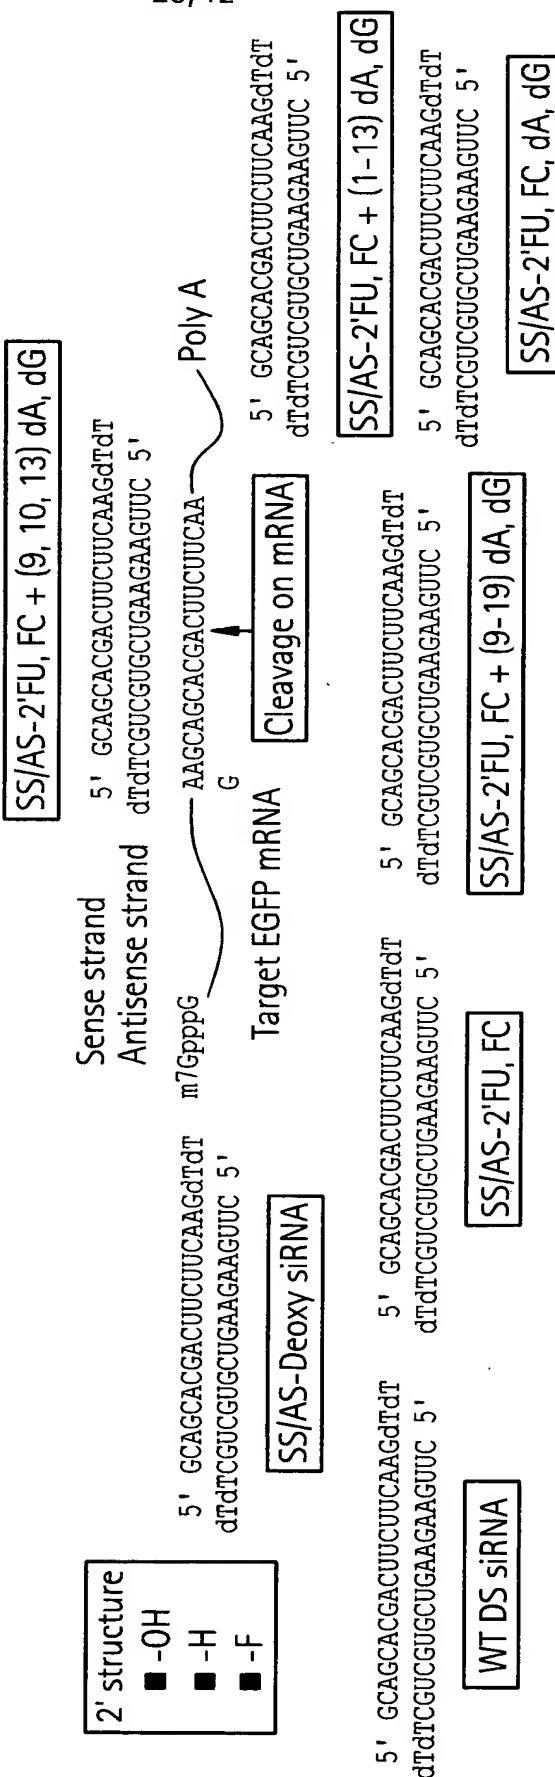 2' structure
-OH
-H
-F
5' GCAGCACGACUUCUUCAAGdTdT
dTdTCGUCGUGCUGAAGAAGUUC 5'
SS/AS-Deoxy siRNA
Sense strand
Antisense strand
5' GCAGCACGACUUCUUCAAGdTdT
dTdTCGUCGUGCUGAAGAAGUUC 5'
SS/AS-2'FU, FC + (9, 10, 13) dA, dG
m7GpppG
AAGCAGCACGACUUCUUCAA
G
Poly A
Target EGFP mRNA
Cleavage on mRNA
5' GCAGCACGACUUCUUCAAGdTdT
dTdTCGUCGUGCUGAAGAAGUUC 5'
SS/AS-2'FU, FC + (1-13) dA, dG
5' GCAGCACGACUUCUUCAAGdTdT
dTdTCGUCGUGCUGAAGAAGUUC 5'
WT DS siRNA
5' GCAGCACGACUUCUUCAAGdTdT
dTdTCGUCGUGCUGAAGAAGUUC 5'
SS/AS-2'FU, FC
5' GCAGCACGACUUCUUCAAGdTdT
dTdTCGUCGUGCUGAAGAAGUUC 5'
SS/AS-2'FU, FC + (9-19) dA, dG
5' GCAGCACGACUUCUUCAAGdTdT
dTdTCGUCGUGCUGAAGAAGUUC 5'
SS/AS-2'FU, FC, dA, dG